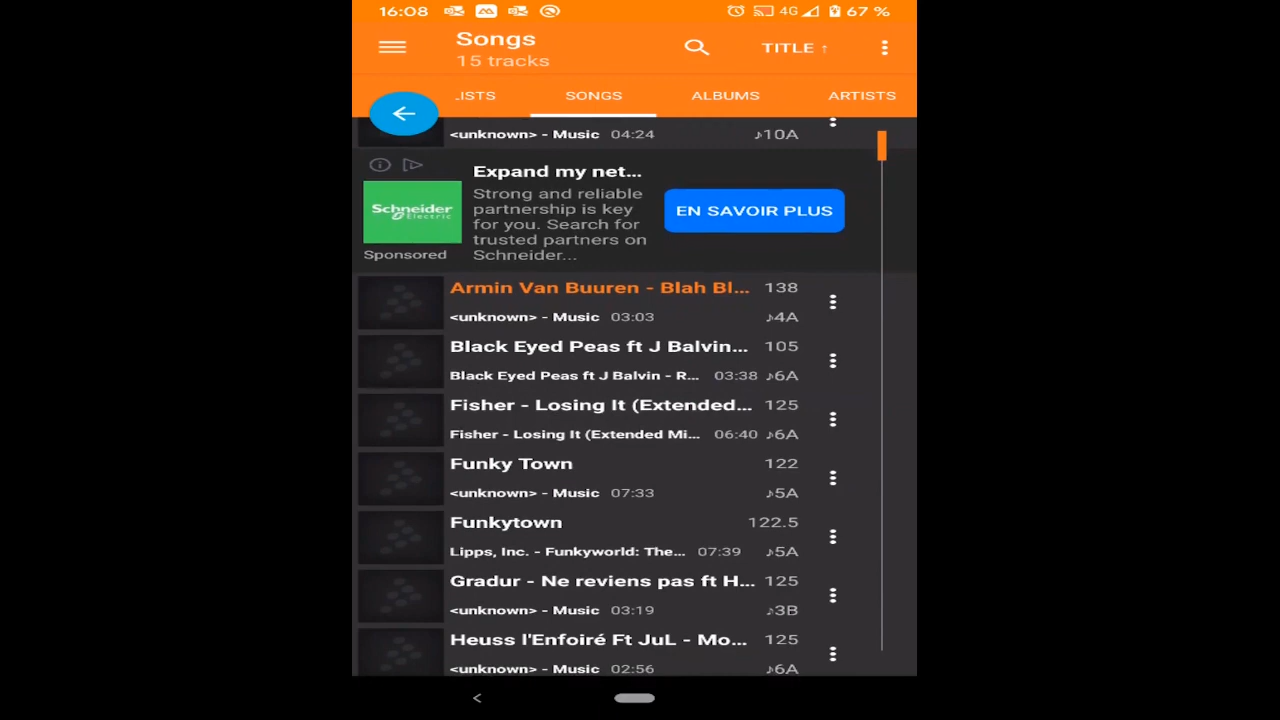 16:08 4G 67 %
Songs
15 tracks
TITLE ↑
.ISTS SONGS ALBUMS ARTISTS
<unknown> - Music 04:24 ♪10A
Expand my net...
Strong and reliable
partnership is key
for you. Search for
trusted partners on
Schneider...
Schneider
Electric
Sponsored
EN SAVOIR PLUS
Armin Van Buuren - Blah Bl... 138
<unknown> - Music 03:03 ♪4A
Black Eyed Peas ft J Balvin... 105
Black Eyed Peas ft J Balvin - R... 03:38 ♪6A
Fisher - Losing It (Extended... 125
Fisher - Losing It (Extended Mi... 06:40 ♪6A
Funky Town 122
<unknown> - Music 07:33 ♪5A
Funkytown 122.5
Lipps, Inc. - Funkyworld: The... 07:39 ♪5A
Gradur - Ne reviens pas ft H... 125
<unknown> - Music 03:19 ♪3B
Heuss l'Enfoiré Ft JuL - Mo... 125
<unknown> - Music 02:56 ♪6A